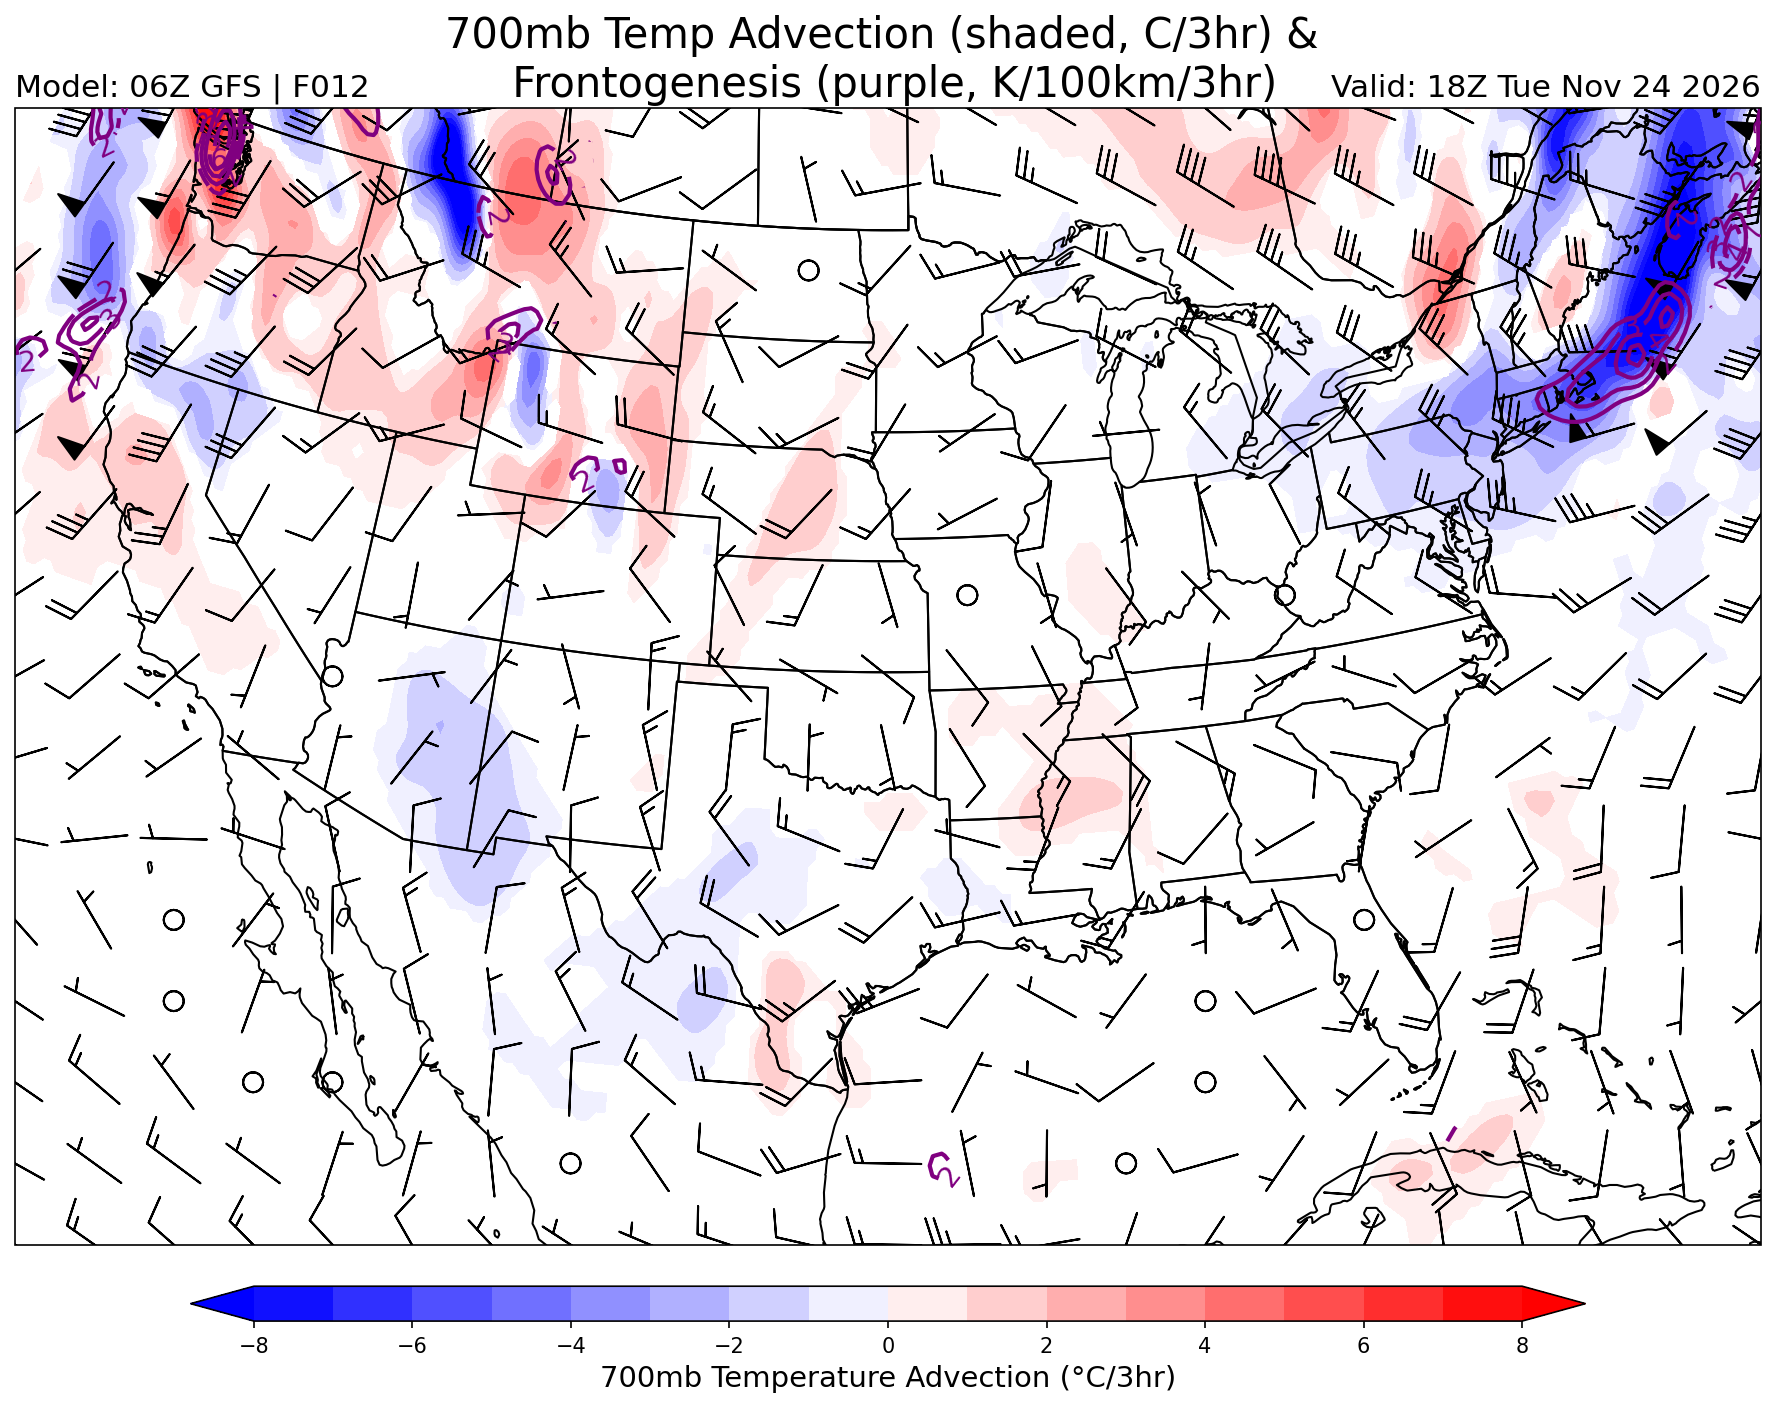 700mb Temp Advection (shaded, C/3hr) &
Model: 06Z GFS | F012
Frontogenesis (purple, K/100km/3hr)
Valid: 18Z Tue Nov 24 2026
−8 −6 −4 −2 0 2 4 6 8
700mb Temperature Advection (°C/3hr)